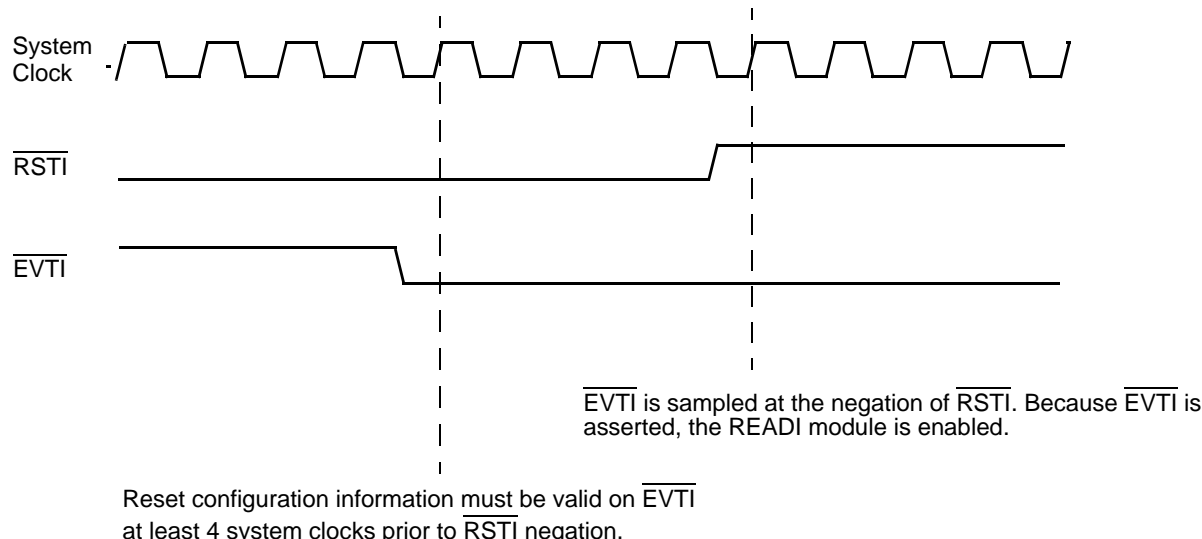 System
Clock
RSTI
EVTI
EVTI is sampled at the negation of RSTI. Because EVTI is
asserted, the READI module is enabled.
Reset configuration information must be valid on EVTI
at least 4 system clocks prior to RSTI negation.